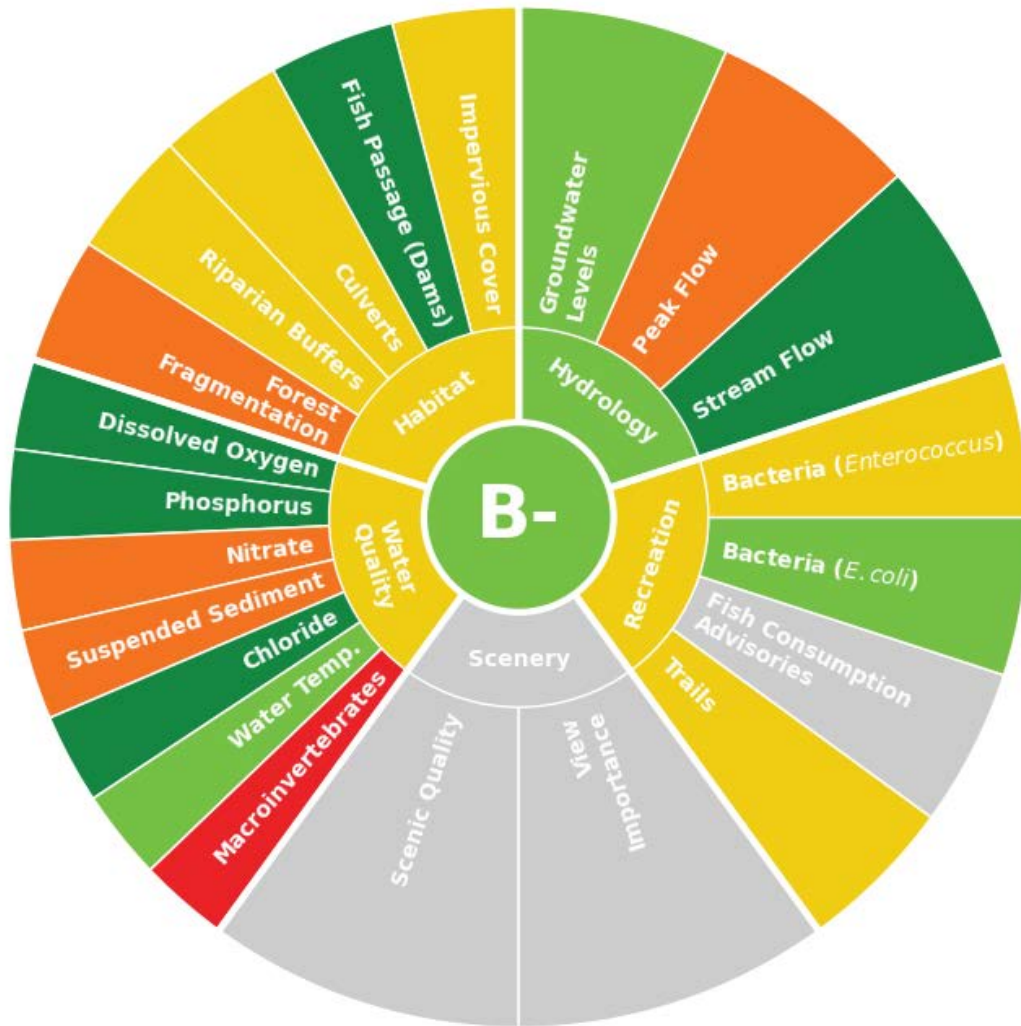 B-
Hydrology
Groundwater
Levels
Peak Flow
Stream Flow
Recreation
Bacteria (Enterococcus)
Bacteria (E. coli)
Fish Consumption
Advisories
Trails
Scenery
View
Importance
Scenic Quality
Water
Quality
Macroinvertebrates
Water Temp.
Chloride
Suspended Sediment
Nitrate
Phosphorus
Dissolved Oxygen
Habitat
Forest
Fragmentation
Riparian Buffers
Culverts
Fish Passage (Dams)
Impervious Cover